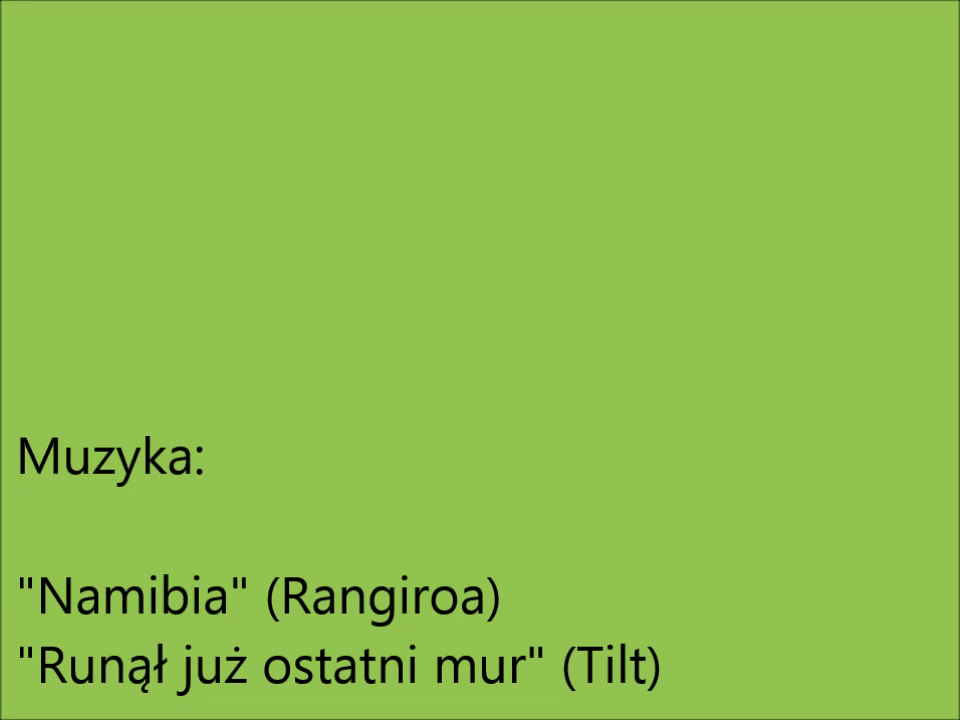 Muzyka:
"Namibia" (Rangiroa)
"Runął już ostatni mur" (Tilt)